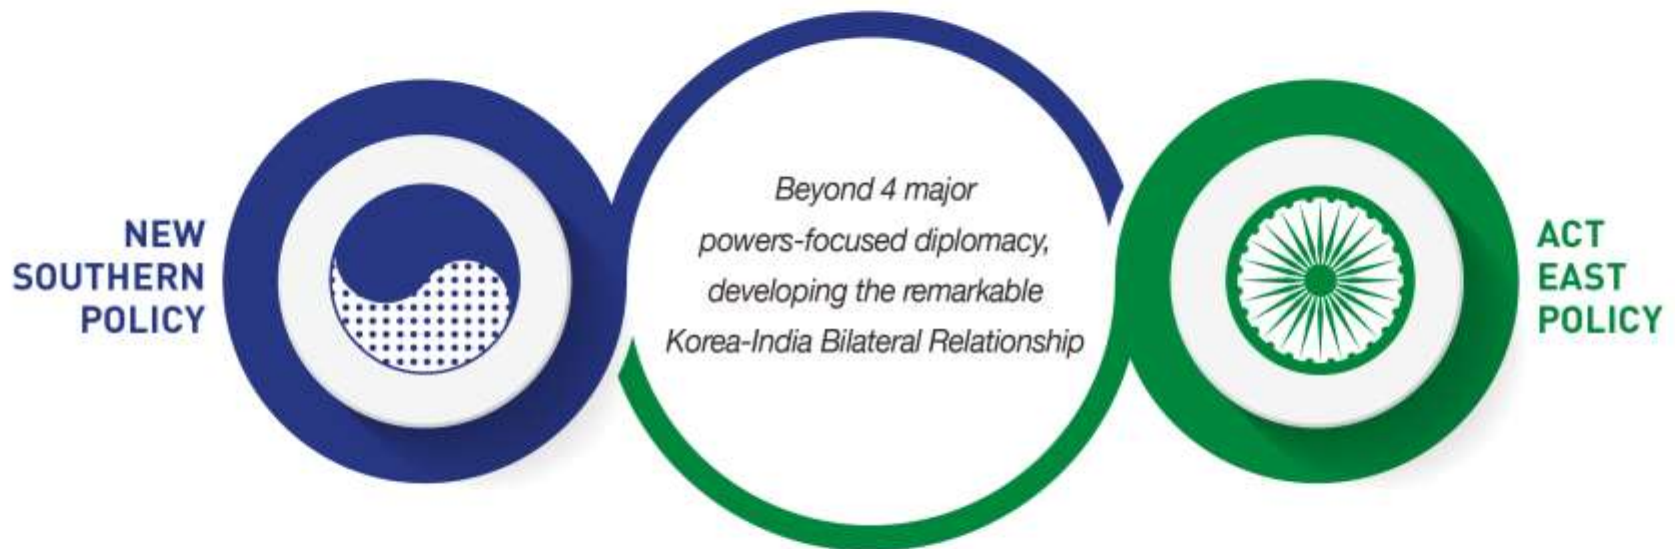 NEW
SOUTHERN
POLICY
Beyond 4 major
powers-focused diplomacy,
developing the remarkable
Korea-India Bilateral Relationship
ACT
EAST
POLICY